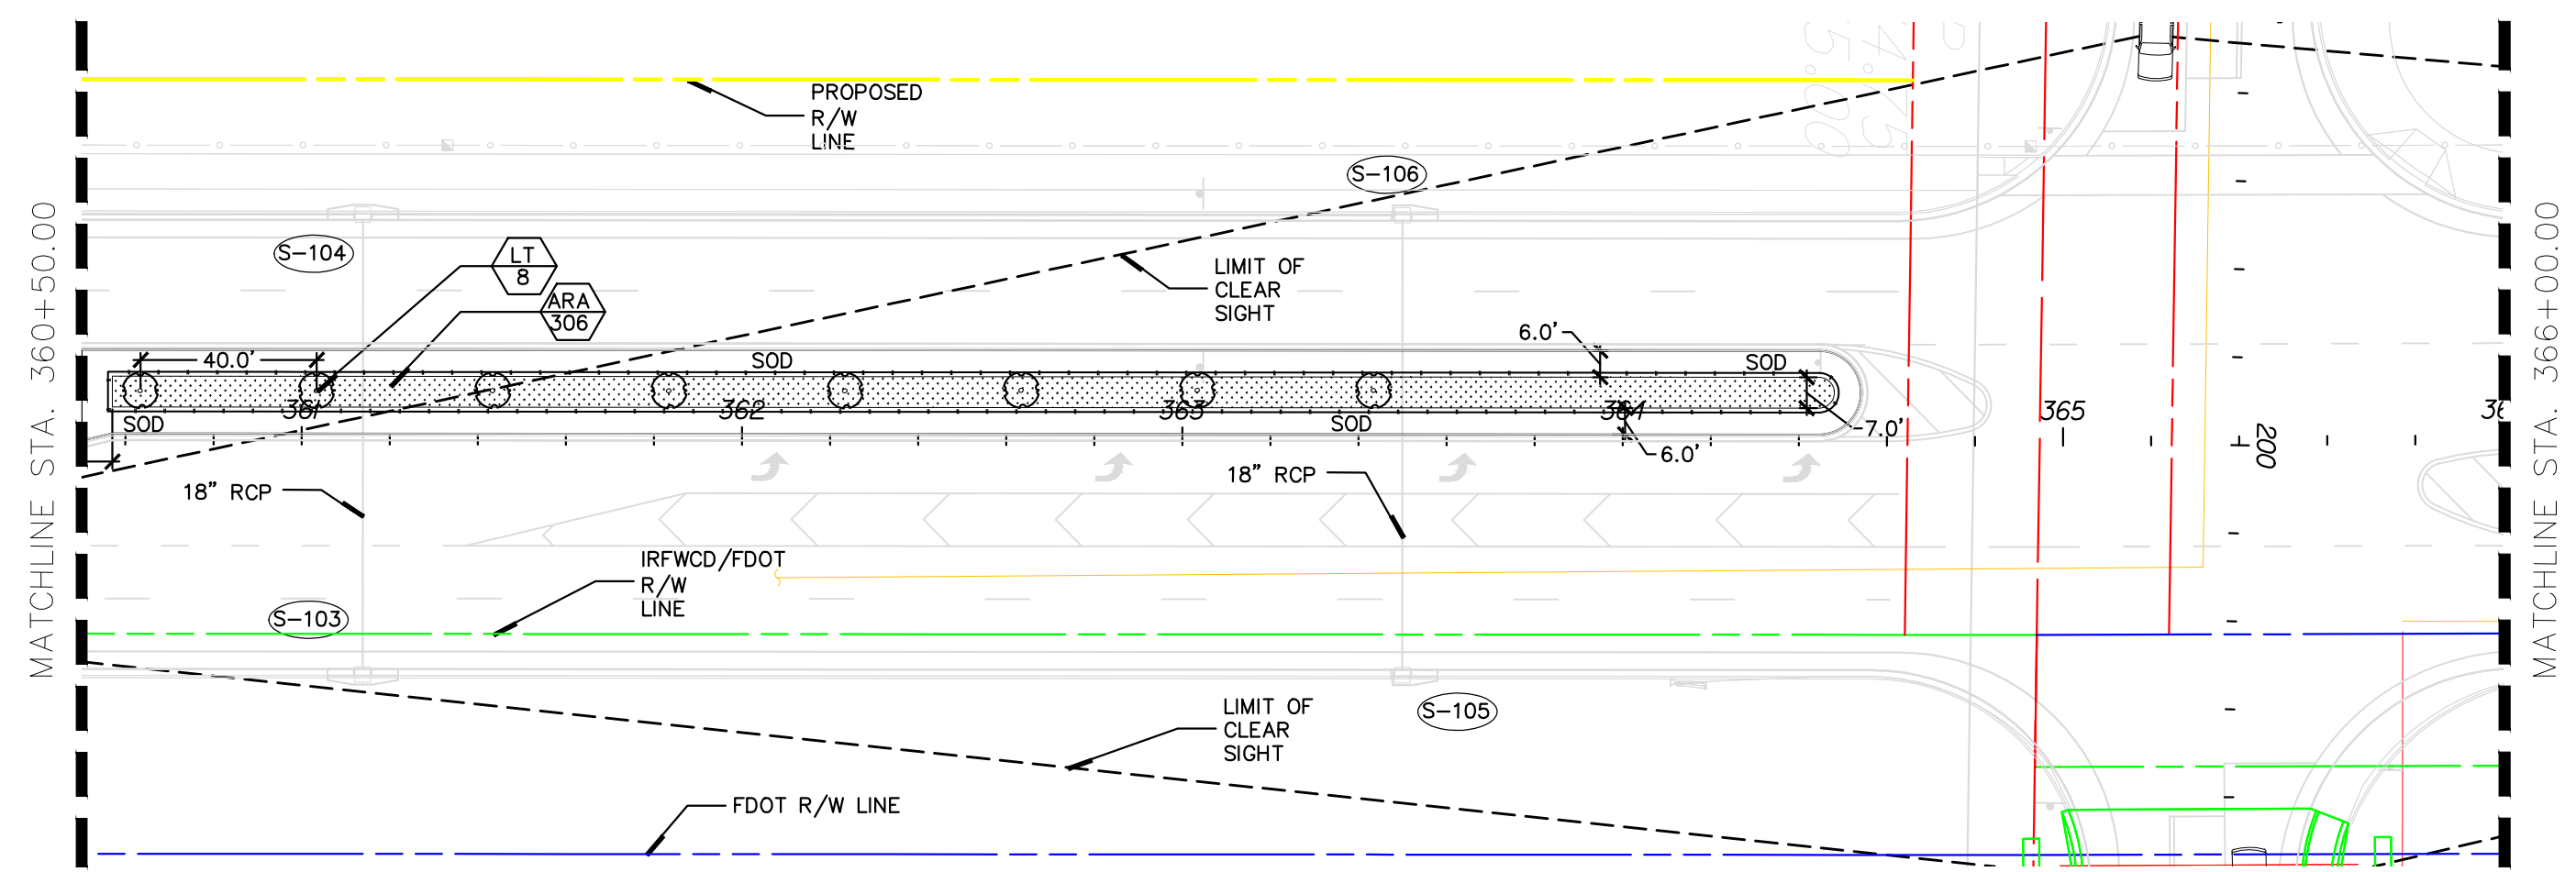 PROPOSED
R/W
LINE
S-106
S-104
LT
8
ARA
306
LIMIT OF
CLEAR
SIGHT
MATCHLINE STA. 360+50.00
MATCHLINE STA. 366+00.00
40.0'
SOD
6.0'
SOD
361
362
363
364
365
SOD
SOD
7.0'
6.0'
200
18" RCP
18" RCP
IRFWCD/FDOT
R/W
LINE
S-103
LIMIT OF
CLEAR
SIGHT
S-105
FDOT R/W LINE